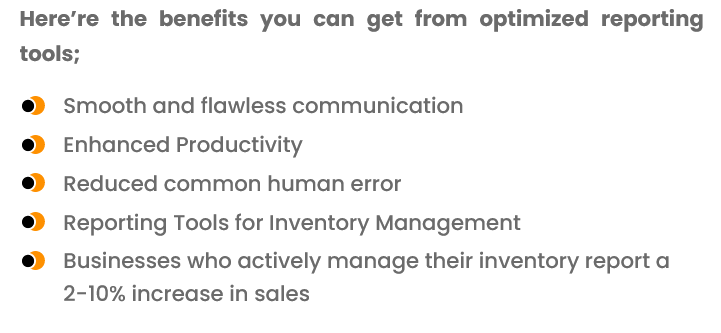 Here’re the benefits you can get from optimized reporting
tools;
Smooth and flawless communication
Enhanced Productivity
Reduced common human error
Reporting Tools for Inventory Management
Businesses who actively manage their inventory report a
2-10% increase in sales